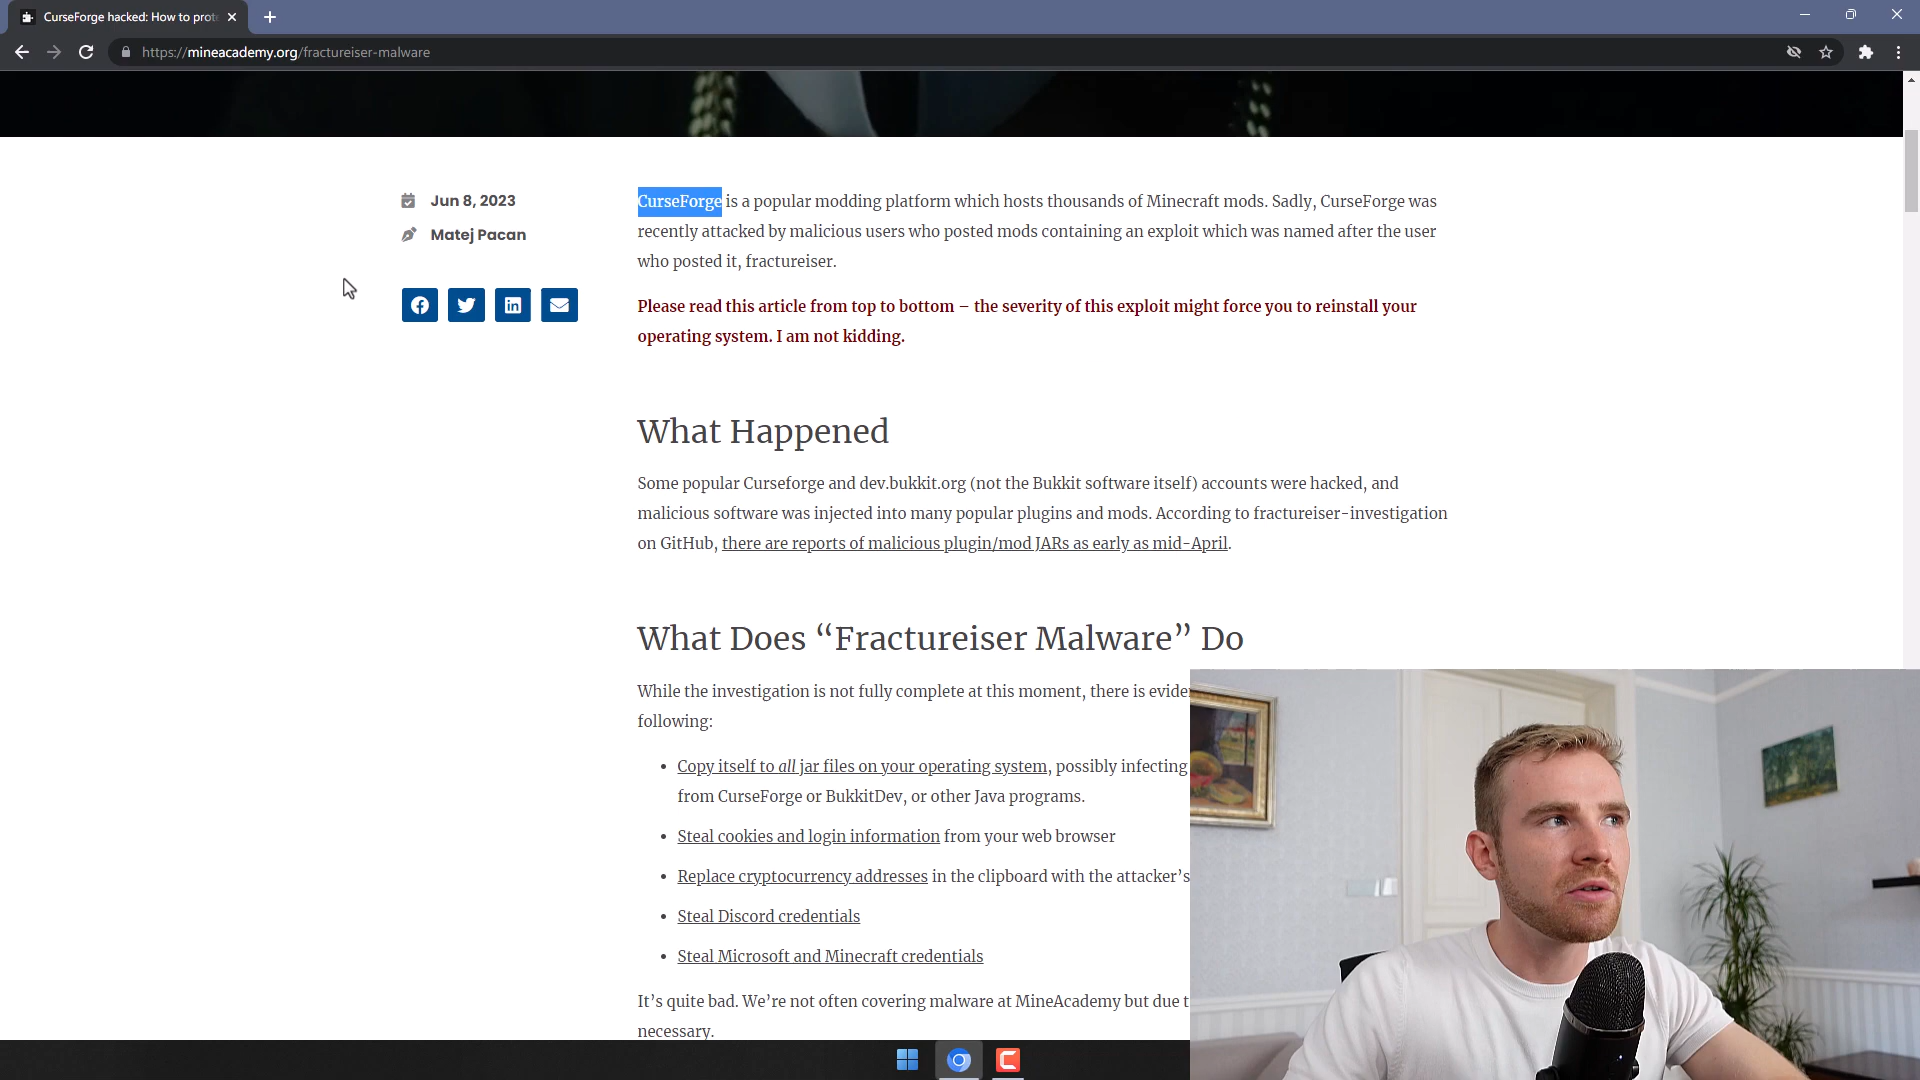 CurseForge hacked: How to prot
https://mineacademy.org/fractureiser-malware
Jun 8, 2023
Matej Pacan
CurseForge is a popular modding platform which hosts thousands of Minecraft mods. Sadly, CurseForge was
recently attacked by malicious users who posted mods containing an exploit which was named after the user
who posted it, fractureiser.
Please read this article from top to bottom – the severity of this exploit might force you to reinstall your
operating system. I am not kidding.
What Happened
Some popular Curseforge and dev.bukkit.org (not the Bukkit software itself) accounts were hacked, and
malicious software was injected into many popular plugins and mods. According to fractureiser-investigation
on GitHub, there are reports of malicious plugin/mod JARs as early as mid-April.
What Does “Fractureiser Malware” Do
While the investigation is not fully complete at this moment, there is evide
following:
• Copy itself to all jar files on your operating system, possibly infecting
from CurseForge or BukkitDev, or other Java programs.
• Steal cookies and login information from your web browser
• Replace cryptocurrency addresses in the clipboard with the attacker’s
• Steal Discord credentials
• Steal Microsoft and Minecraft credentials
It’s quite bad. We’re not often covering malware at MineAcademy but due t
necessary.